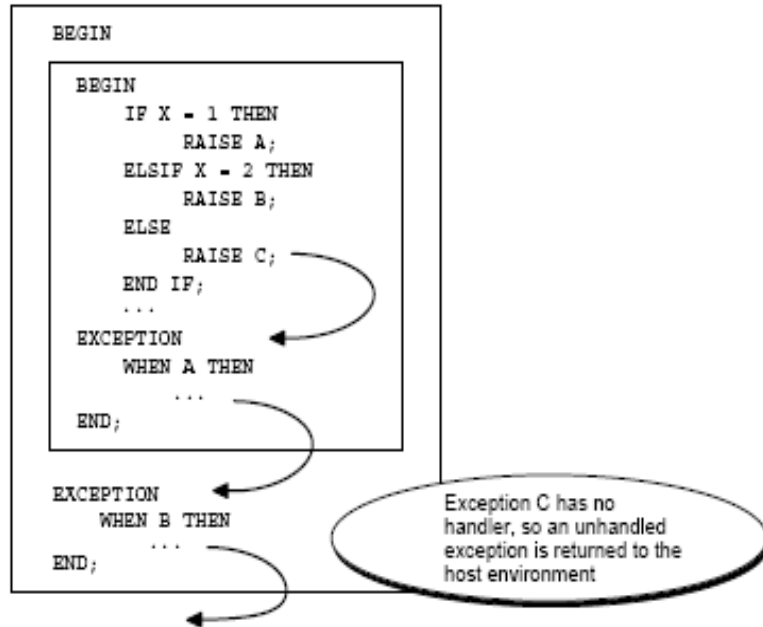 BEGIN
BEGIN
IF X = 1 THEN
RAISE A;
ELSIF X = 2 THEN
RAISE B;
ELSE
RAISE C;
END IF;
...
EXCEPTION
WHEN A THEN
...
END;
EXCEPTION
WHEN B THEN
...
END;
Exception C has no
handler, so an unhandled
exception is returned to the
host environment